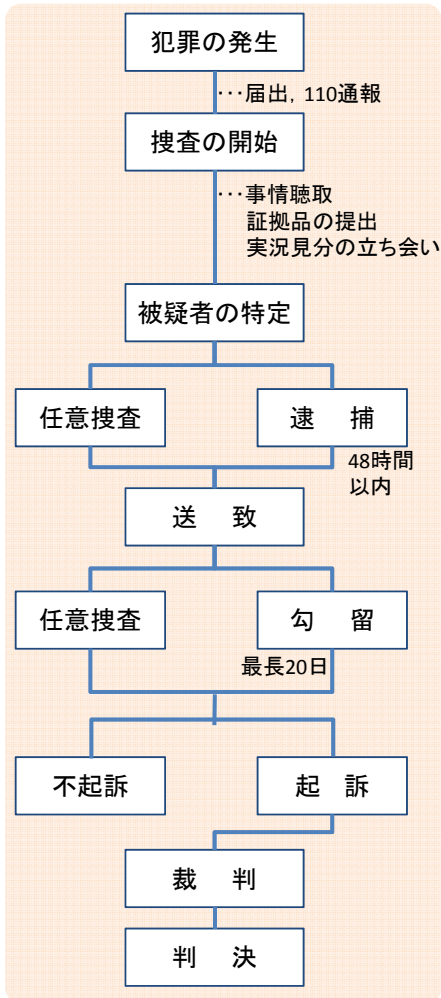 犯罪の発生
･･･届出，110通報
捜査の開始
･･･事情聴取
証拠品の提出
実況見分の立ち会い
被疑者の特定
任意捜査
逮　捕
48時間
以内
送　致
任意捜査
勾　留
最長20日
不起訴
起　訴
裁　判
判　決